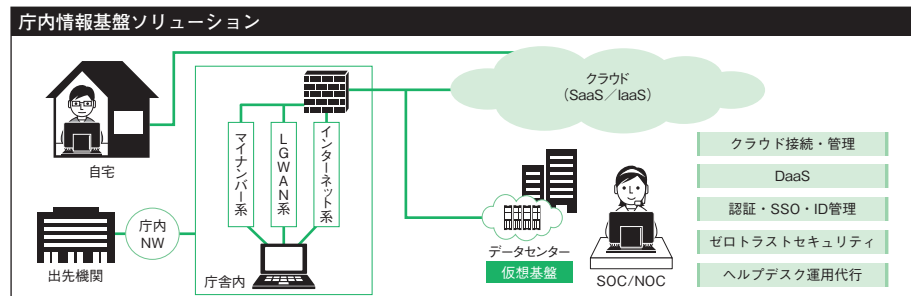 庁内情報基盤ソリューション
クラウド
（SaaS／IaaS）
自宅
マイナンバー系
LGWAN系
インターネット系
庁内
NW
出先機関
庁舎内
データセンター
仮想基盤
SOC/NOC
クラウド接続・管理
DaaS
認証・SSO・ID管理
ゼロトラストセキュリティ
ヘルプデスク運用代行